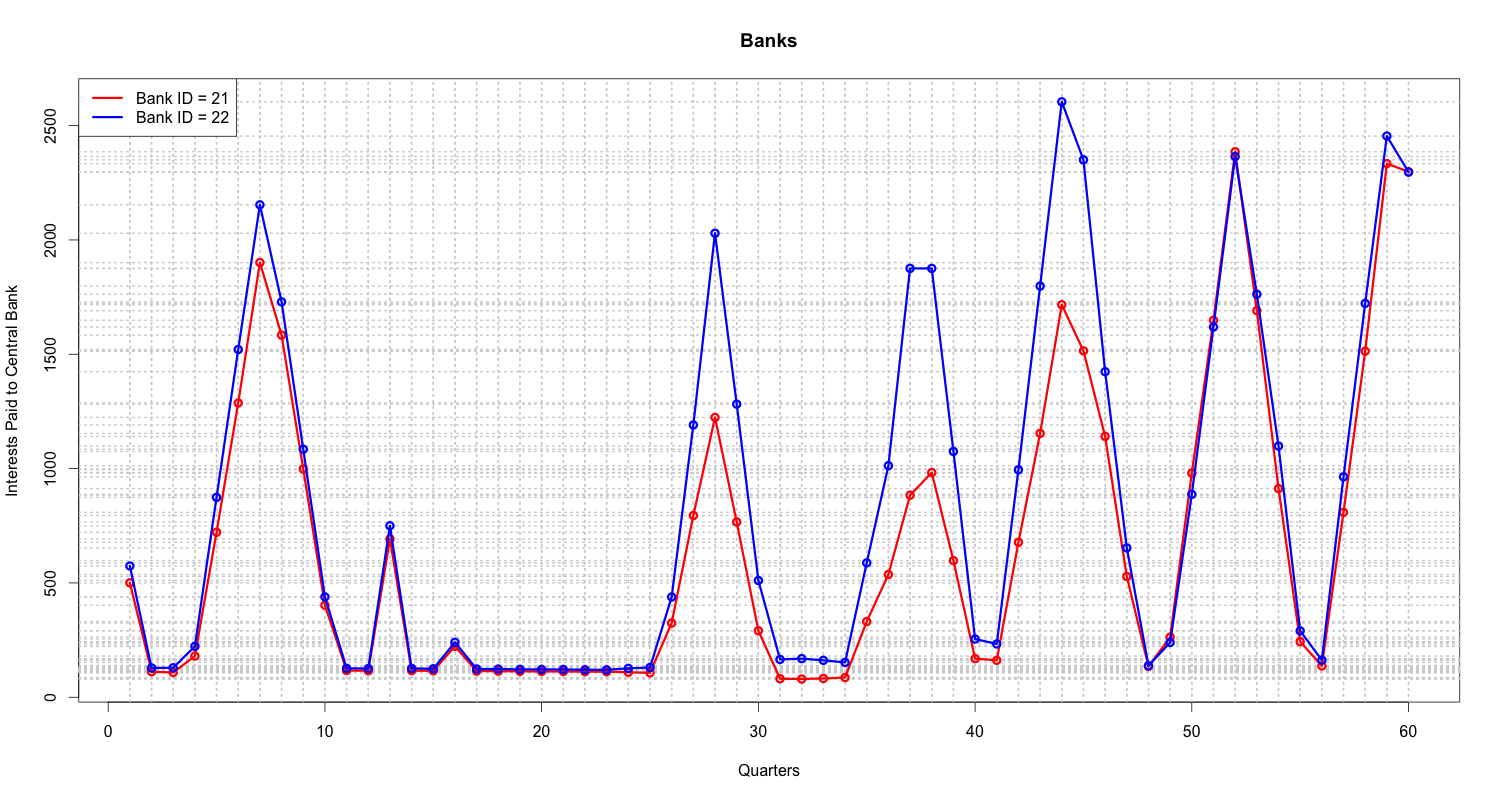 Banks
Bank ID = 21
Bank ID = 22
Interests Paid to Central Bank
2500
2000
1500
1000
500
0
0 10 20 30 40 50 60
Quarters